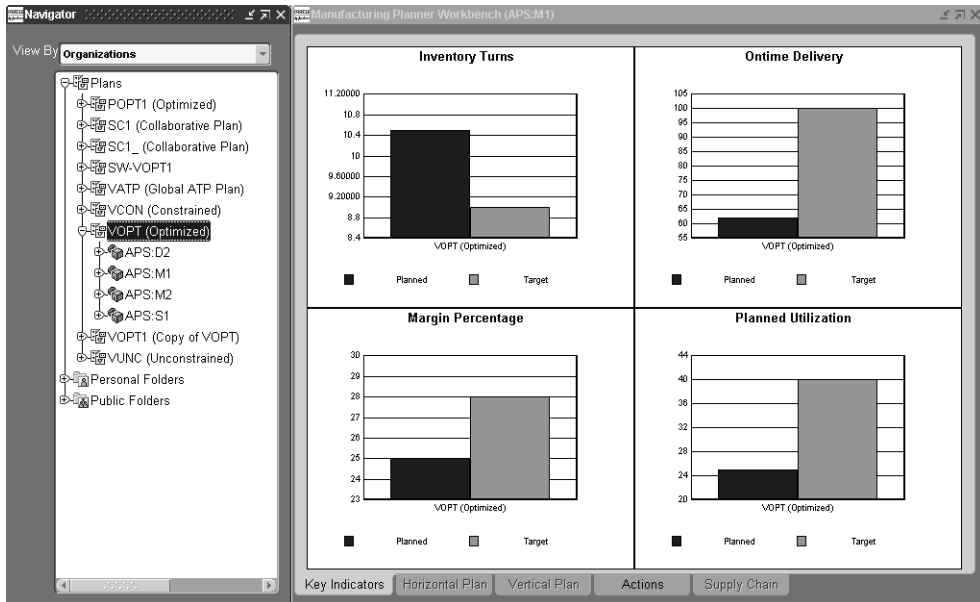 Navigator
View By
Organizations
Plans
POPT1 (Optimized)
SC1 (Collaborative Plan)
SC1_ (Collaborative Plan)
SW-VOPT1
VATP (Global ATP Plan)
VCON (Constrained)
VOPT (Optimized)
APS:D2
APS:M1
APS:M2
APS:S1
VOPT1 (Copy of VOPT)
VUNC (Unconstrained)
Personal Folders
Public Folders
Manufacturing Planner Workbench (APS:M1)
Inventory Turns
11.20000
10.8
10.4
10
9.60000
9.20000
8.8
8.4
VOPT (Optimized)
Planned Target
Ontime Delivery
105
100
95
90
85
80
75
70
65
60
55
VOPT (Optimized)
Planned Target
Margin Percentage
30
29
28
27
26
25
24
23
VOPT (Optimized)
Planned Target
Planned Utilization
44
40
36
32
28
24
20
VOPT (Optimized)
Planned Target
Key Indicators Horizontal Plan Vertical Plan Actions Supply Chain